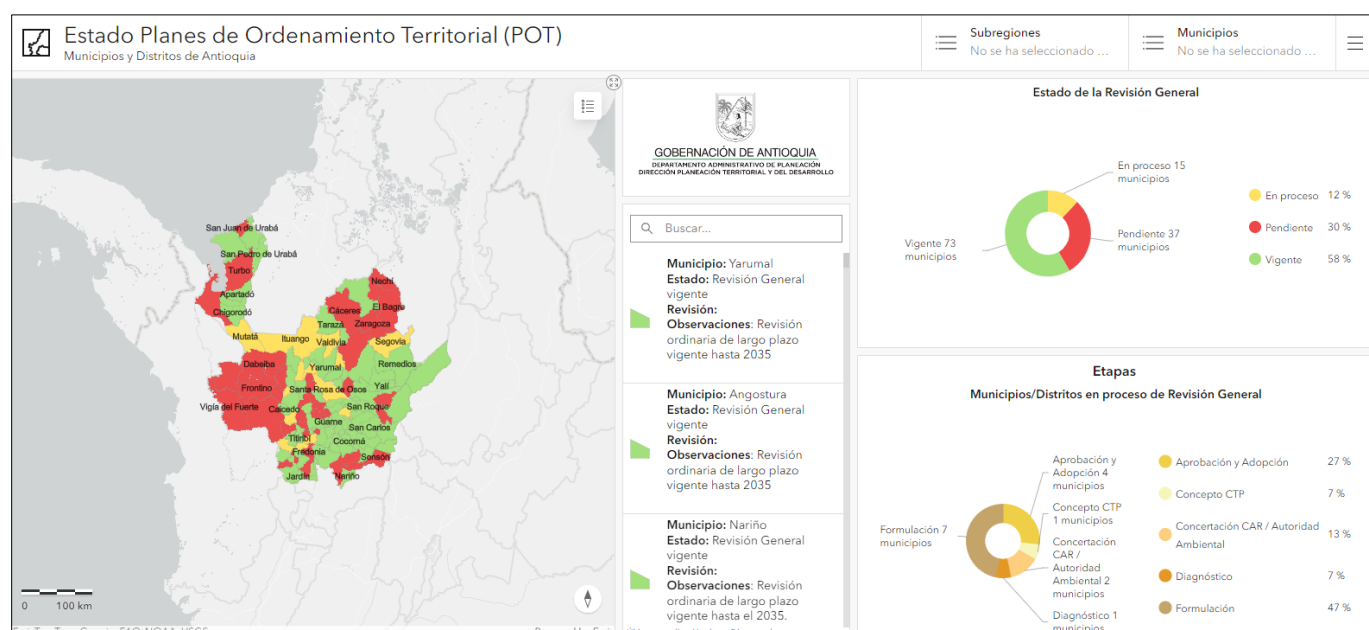 Estado Planes de Ordenamiento Territorial (POT)
Municipios y Distritos de Antioquia
Subregiones
No se ha seleccionado ...
Municipios
No se ha seleccionado ...
San Juan de Urabá
San Pedro de Urabá
Turbo
Apartadó
Chigorodó
Mutatá
Ituango
Tarazá
Valdivia
Cáceres
Nechí
El Bagre
Zaragoza
Segovia
Dabeiba
Yarumal
Remedios
Frontino
Santa Rosa de Osos
Yalí
Vigía del Fuerte
Caicedo
San Roque
Guarne
San Carlos
Titiribí
Cocorná
Fredonia
Sonsón
Jardín
Nariño
0 100 km
GOBERNACIÓN DE ANTIOQUIA
DEPARTAMENTO ADMINISTRATIVO DE PLANEACIÓN
DIRECCIÓN PLANEACIÓN TERRITORIAL Y DEL DESARROLLO
Buscar...
Municipio: Yarumal
Estado: Revisión General
vigente
Revisión:
Observaciones: Revisión
ordinaria de largo plazo
vigente hasta 2035
Municipio: Angostura
Estado: Revisión General
vigente
Revisión:
Observaciones: Revisión
ordinaria de largo plazo
vigente hasta 2035
Municipio: Nariño
Estado: Revisión General
vigente
Revisión:
Observaciones: Revisión
ordinaria de largo plazo
vigente hasta el 2035.
Estado de la Revisión General
En proceso 15
municipios
Pendiente 37
municipios
Vigente 73
municipios
En proceso 12 %
Pendiente 30 %
Vigente 58 %
Etapas
Municipios/Distritos en proceso de Revisión General
Aprobación y
Adopción 4
municipios
Concepto CTP
1 municipios
Concertación
CAR /
Autoridad
Ambiental 2
municipios
Diagnóstico 1
municipios
Formulación 7
municipios
Aprobación y Adopción 27 %
Concepto CTP 7 %
Concertación CAR / Autoridad
Ambiental 13 %
Diagnóstico 7 %
Formulación 47 %